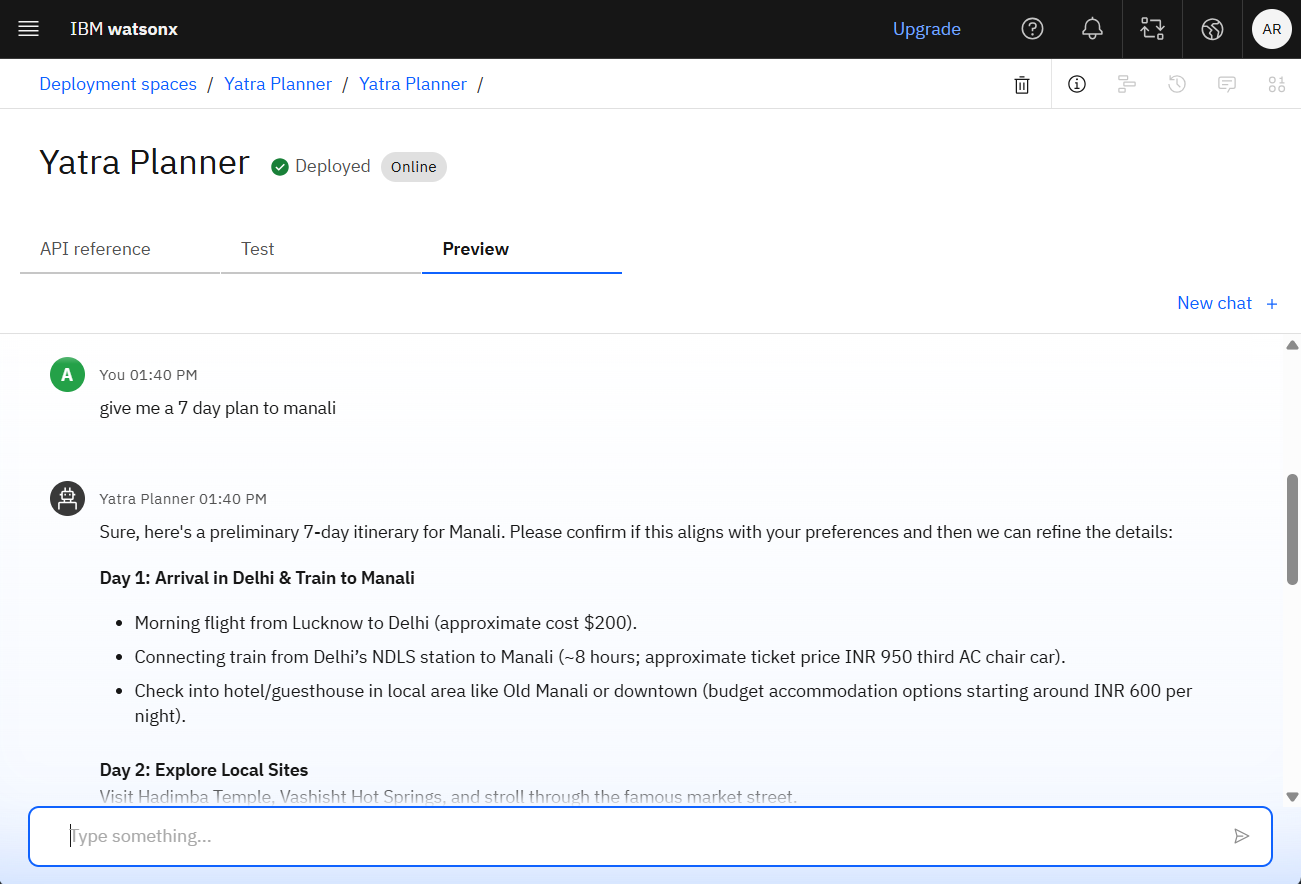 IBM watsonx
Upgrade
AR
Deployment spaces / Yatra Planner / Yatra Planner /
Yatra Planner
Deployed
Online
API reference
Test
Preview
New chat +
A
You 01:40 PM
give me a 7 day plan to manali
Yatra Planner 01:40 PM
Sure, here's a preliminary 7-day itinerary for Manali. Please confirm if this aligns with your preferences and then we can refine the details:
Day 1: Arrival in Delhi & Train to Manali
• Morning flight from Lucknow to Delhi (approximate cost $200).
• Connecting train from Delhi’s NDLS station to Manali (~8 hours; approximate ticket price INR 950 third AC chair car).
• Check into hotel/guesthouse in local area like Old Manali or downtown (budget accommodation options starting around INR 600 per
night).
Day 2: Explore Local Sites
Visit Hadimba Temple, Vashisht Hot Springs, and stroll through the famous market street.
Type something...